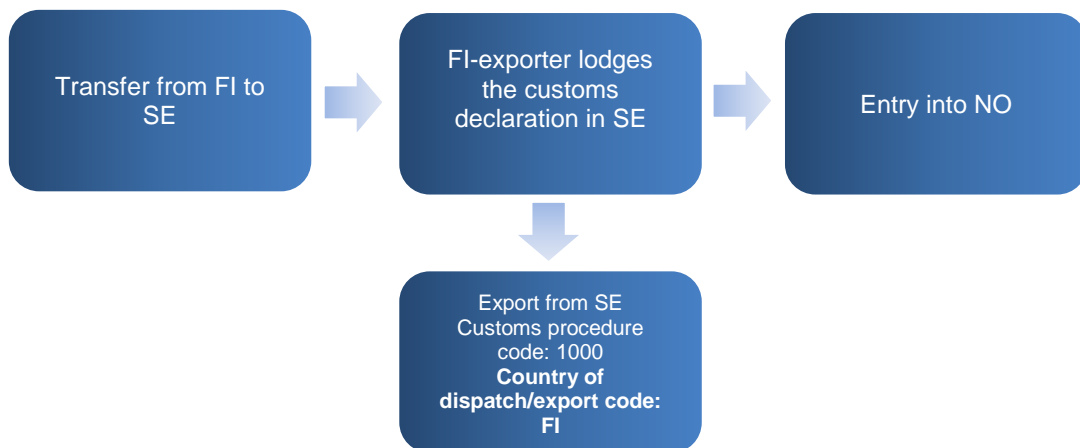 Transfer from FI to
SE
FI-exporter lodges
the customs
declaration in SE
Entry into NO
Export from SE
Customs procedure
code: 1000
Country of
dispatch/export code:
FI